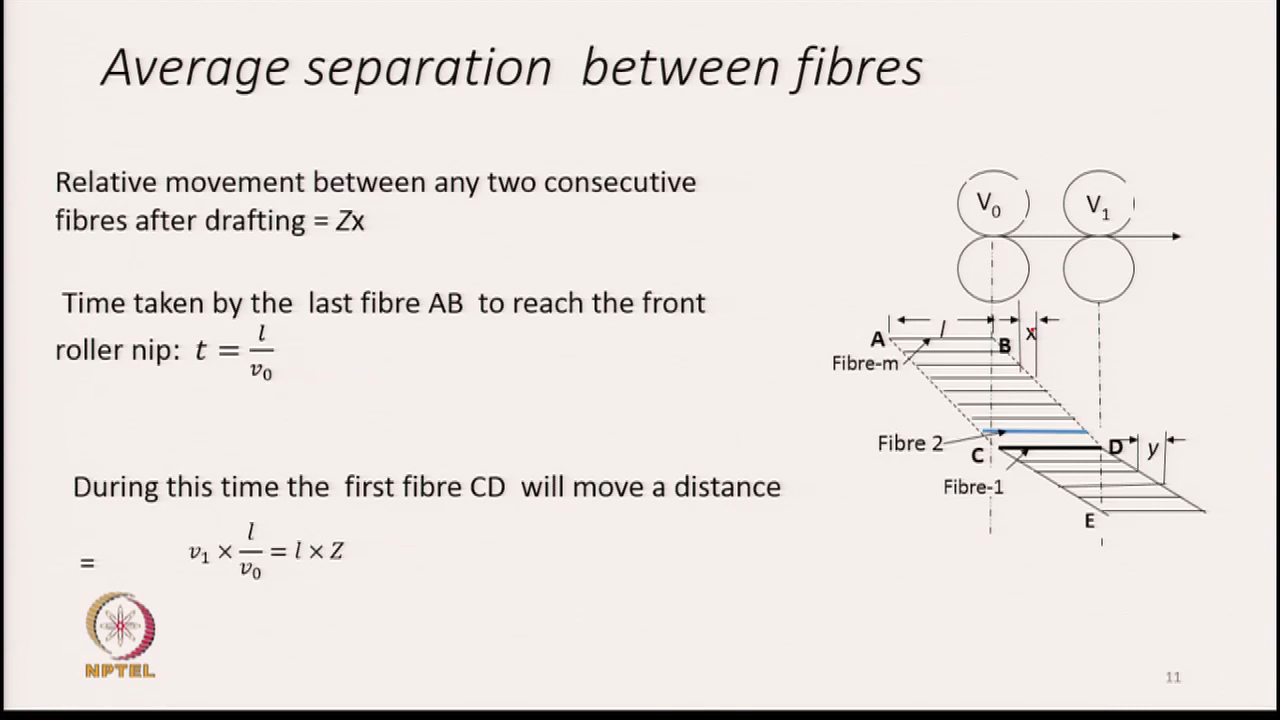 Average separation between fibres
Relative movement between any two consecutive
fibres after drafting = Zx
Time taken by the last fibre AB to reach the front
roller nip: t = l/v₀
During this time the first fibre CD will move a distance
= v₁ × l/v₀ = l × Z
V₀
V₁
l
x
A
B
Fibre-m
Fibre 2
C
D
y
Fibre-1
E
NPTEL
11